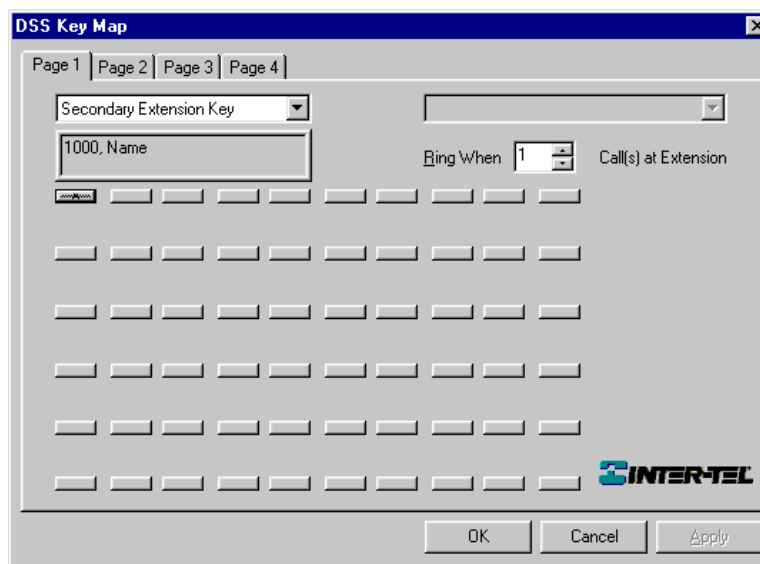 DSS Key Map
Page 1 Page 2 Page 3 Page 4
Secondary Extension Key
1000, Name
Ring When 1 Call(s) at Extension
INTER-TEL
OK Cancel Apply